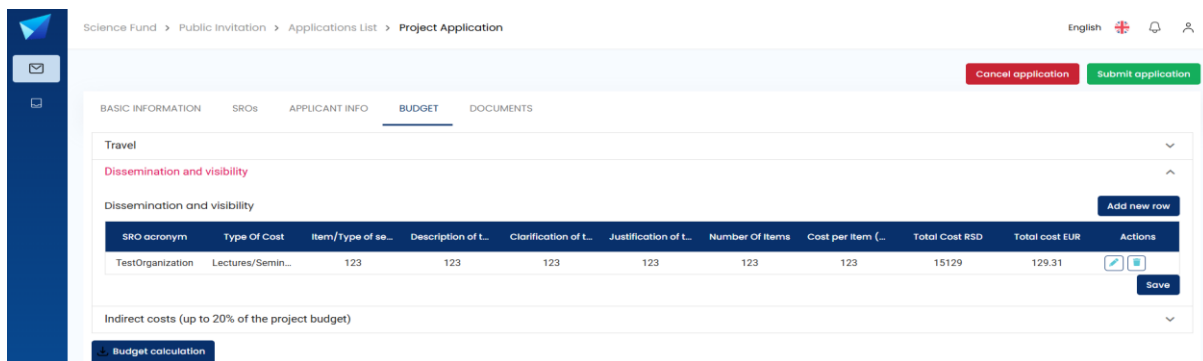 Science Fund > Public Invitation > Applications List > Project Application English
Cancel application Submit application
BASIC INFORMATION SROs APPLICANT INFO BUDGET DOCUMENTS
Travel
Dissemination and visibility
Dissemination and visibility Add new row
SRO acronym Type Of Cost Item/Type of se... Description of t... Clarification of t... Justification of t... Number Of Items Cost per Item (... Total Cost RSD Total cost EUR Actions
TestOrganization Lectures/Semin... 123 123 123 123 123 123 15129 129.31
Save
Indirect costs (up to 20% of the project budget)
Budget calculation